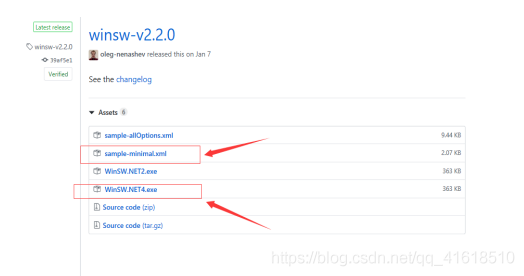 Latest release
winsw-v2.2.0
winsw-v2.2.0
39af5e1
oleg-nenashev released this on Jan 7
Verified
See the changelog
Assets 6
sample-allOptions.xml 9.44 KB
sample-minimal.xml 2.07 KB
WinSW.NET2.exe 363 KB
WinSW.NET4.exe 363 KB
Source code (zip)
Source code (tar.gz)
https://blog.csdn.net/qq_41618510